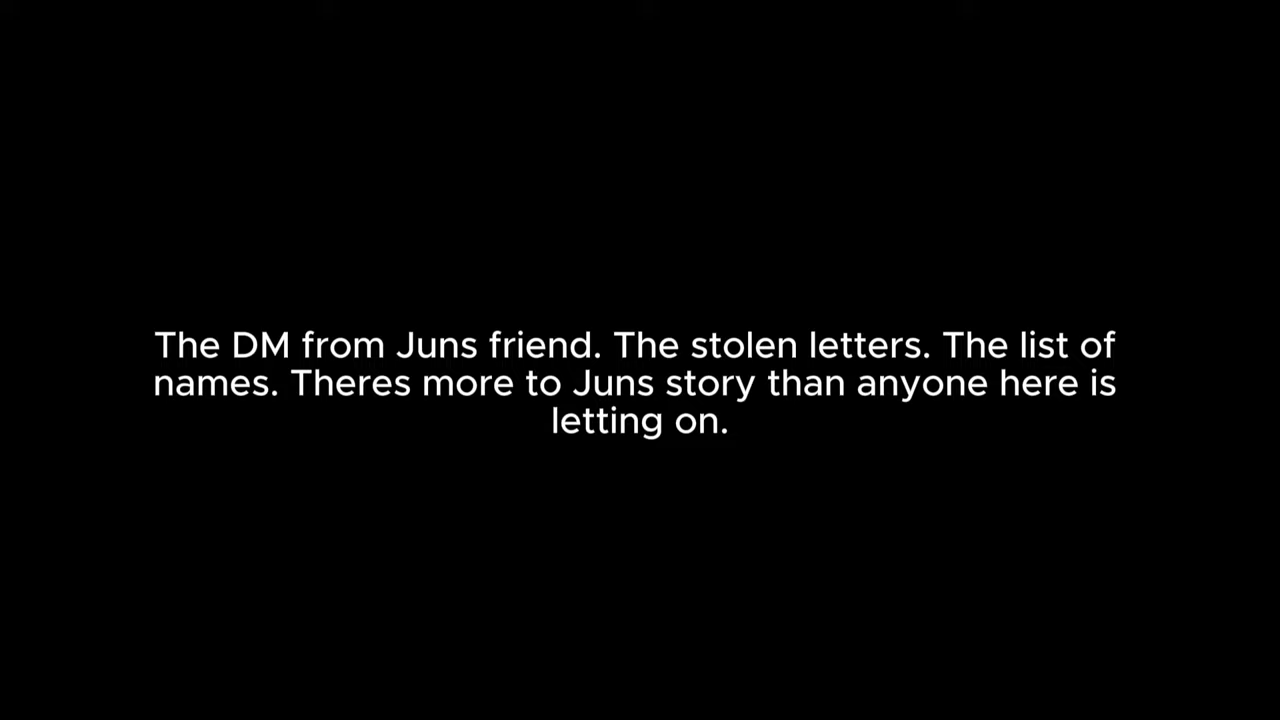 The DM from Juns friend. The stolen letters. The list of
names. Theres more to Juns story than anyone here is
letting on.